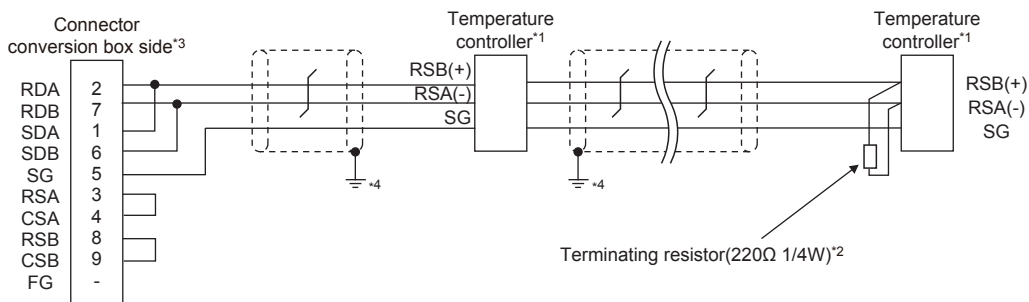 Connector
conversion box side*3
RDA 2
RDB 7
SDA 1
SDB 6
SG 5
RSA 3
CSA 4
RSB 8
CSB 9
FG -
*4
Temperature
controller*1
RSB(+)
RSA(-)
SG
*4
Temperature
controller*1
RSB(+)
RSA(-)
SG
Terminating resistor(220Ω 1/4W)*2